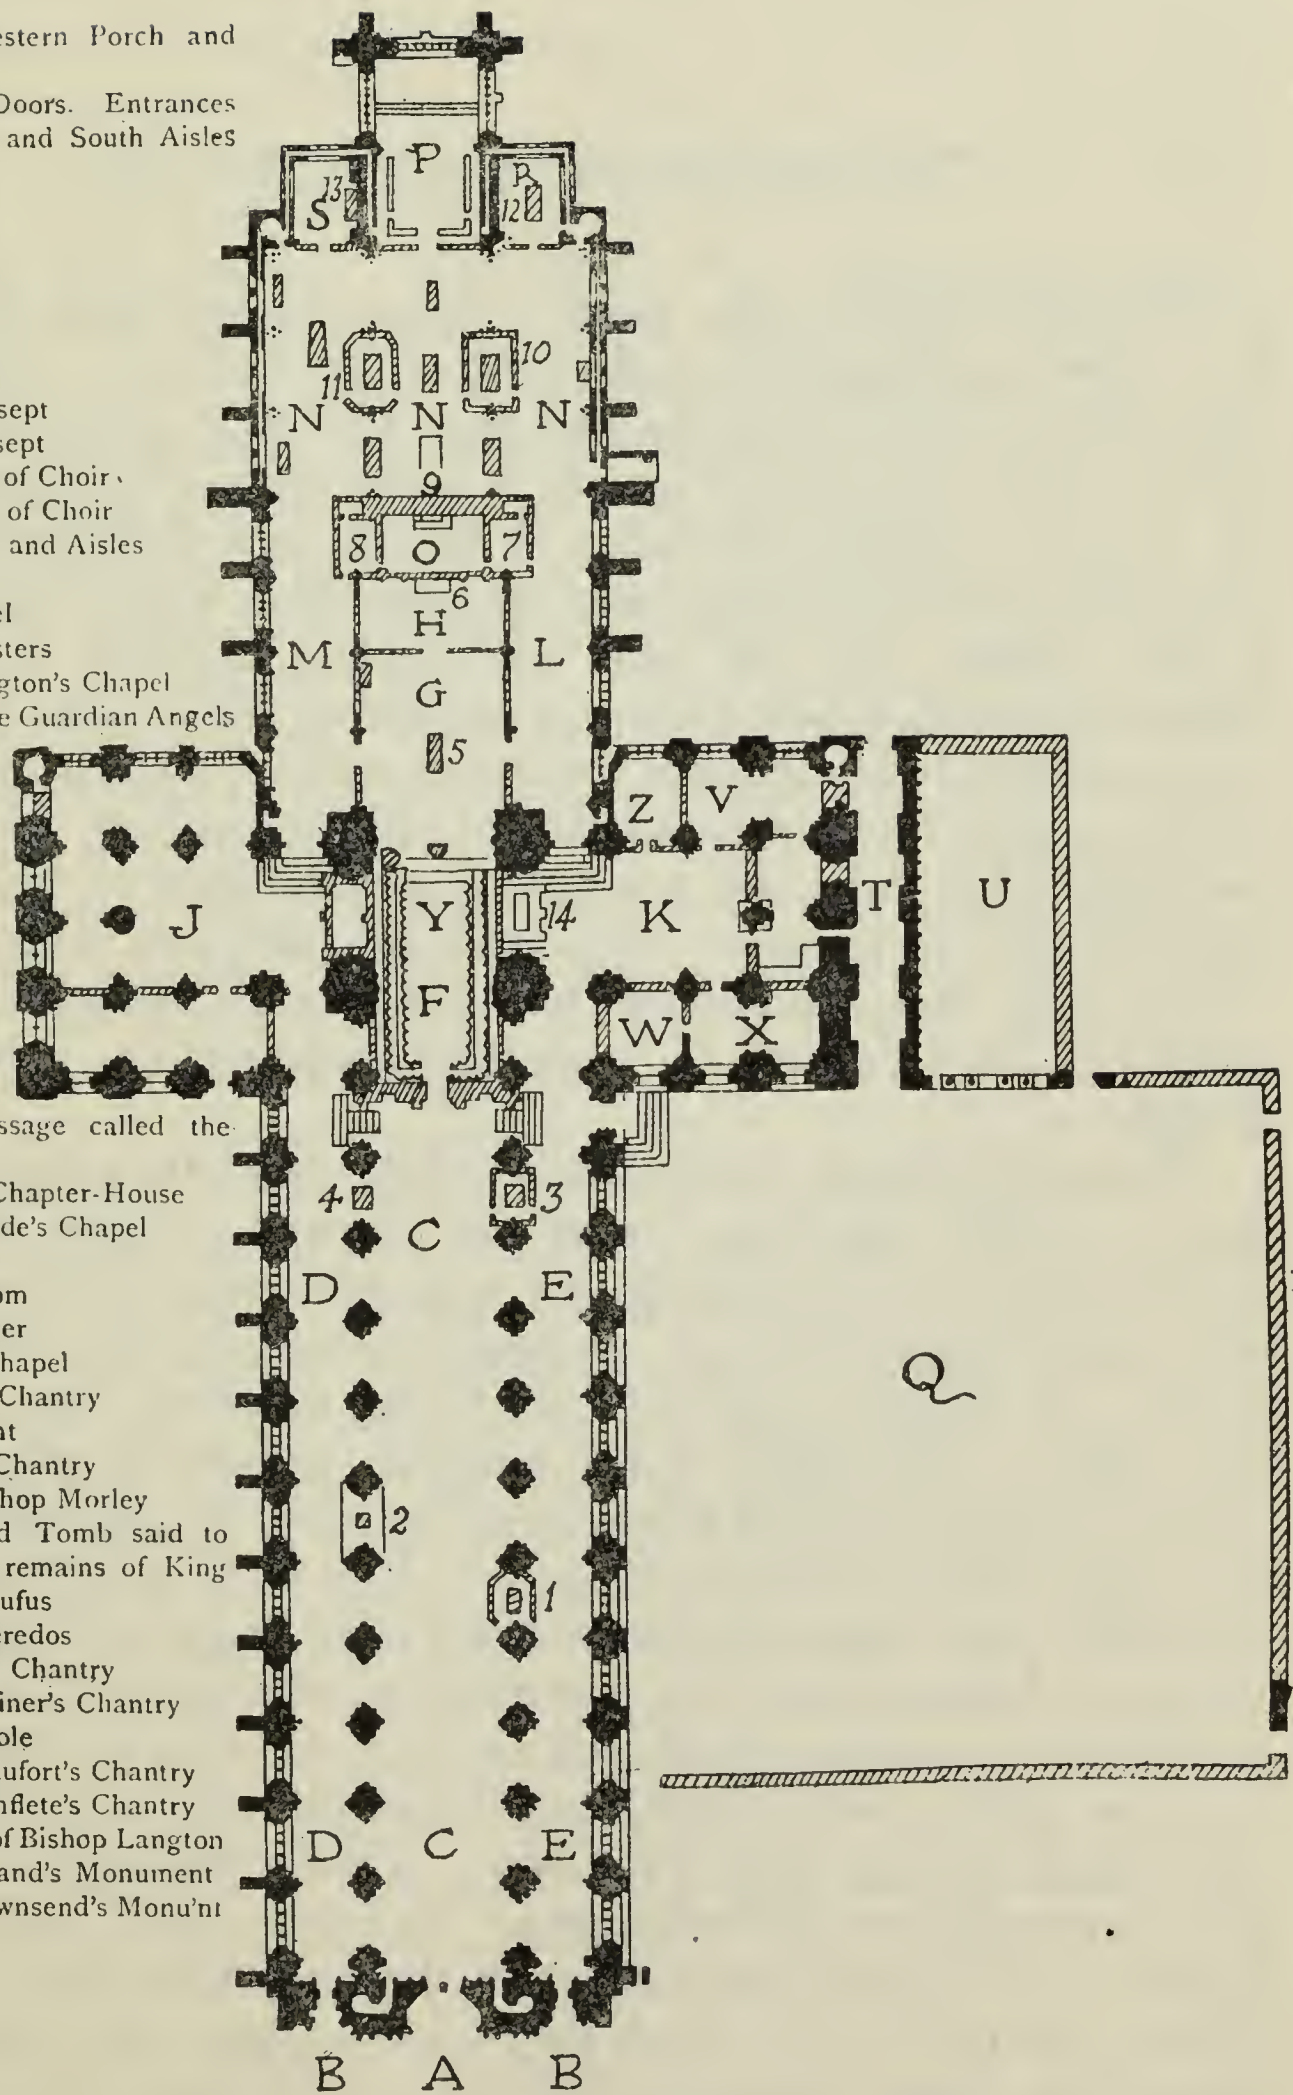 estern Porch and
Doors. Entrances
and South Aisles
sept
sept
of Choir
of Choir
and Aisles
el
sters
gton's Chapel
e Guardian Angels
ssage called the
Chapter-House
de's Chapel
om
er
hapel
Chantry
nt
Chantry
hop Morley
d Tomb said to
remains of King
ufus
eredos
Chantry
iner's Chantry
ole
ufort's Chantry
nflete's Chantry
of Bishop Langton
and's Monument
wnsend's Monu'nt
P
13
R
S
12
10
11
N N N
9
8 O 7
6
H
M L
G
5
Z V
T U
Y
J 14 K
F
W X
4 3
C
D E
Q
2
1
D C E
B A B